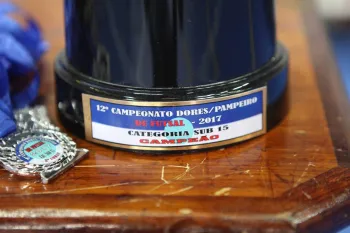 12º CAMPEONATO DORES/PAMPEIRO
DE FUTSAL - 2017
CATEGORIA SUB 15
CAMPEÃO